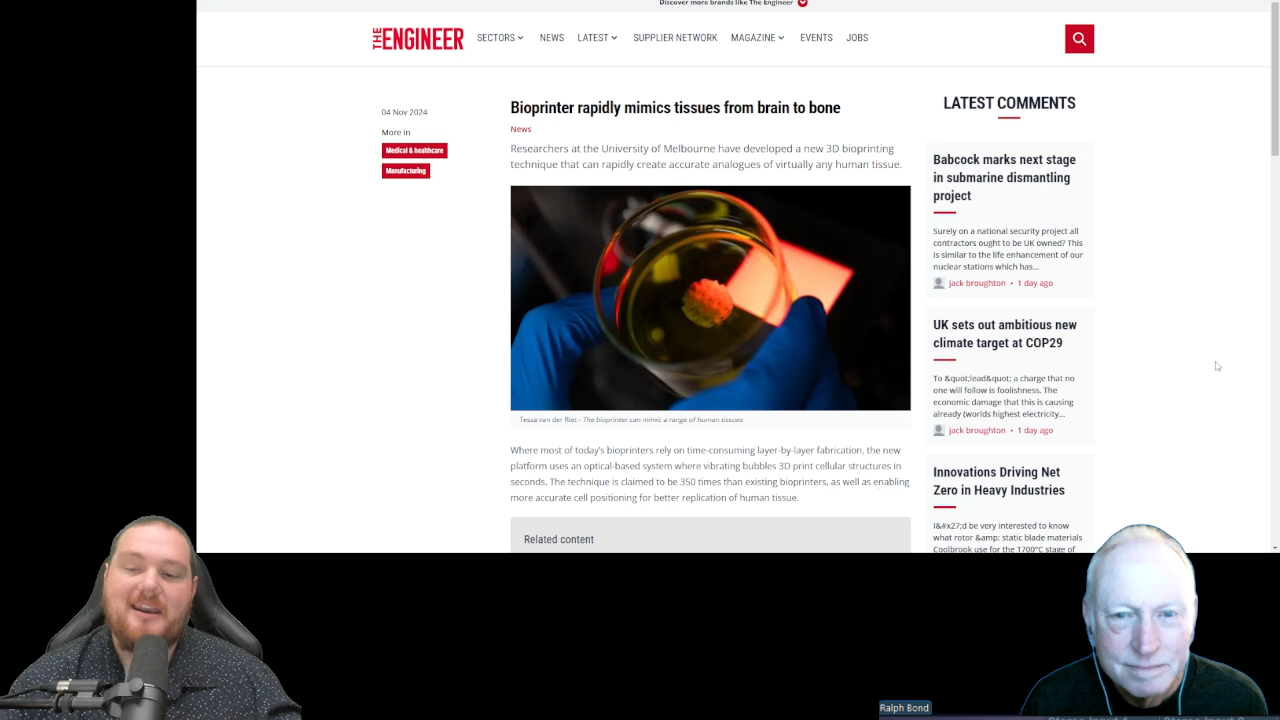 Discover more brands like The Engineer
THE ENGINEER
SECTORS
NEWS
LATEST
SUPPLIER NETWORK
MAGAZINE
EVENTS
JOBS
04 Nov 2024
More in
Medical & healthcare
Manufacturing
Bioprinter rapidly mimics tissues from brain to bone
News
Researchers at the University of Melbourne have developed a new 3D bioprinting
technique that can rapidly create accurate analogues of virtually any human tissue.
Tessa van der Riet - The bioprinter can mimic a range of human tissues
Where most of today's bioprinters rely on time-consuming layer-by-layer fabrication, the new
platform uses an optical-based system where vibrating bubbles 3D print cellular structures in
seconds. The technique is claimed to be 350 times than existing bioprinters, as well as enabling
more accurate cell positioning for better replication of human tissue.
Related content
LATEST COMMENTS
Babcock marks next stage
in submarine dismantling
project
Surely on a national security project all
contractors ought to be UK owned? This
is similar to the life enhancement of our
nuclear stations which has...
jack broughton • 1 day ago
UK sets out ambitious new
climate target at COP29
To &quot;lead&quot; a charge that no
one will follow is foolishness. The
economic damage that this is causing
already (worlds highest electricity...
jack broughton • 1 day ago
Innovations Driving Net
Zero in Heavy Industries
I&#x27;d be very interested to know
what rotor &amp; static blade materials
Coolbrook use for the 1700°C stage of
Ralph Bond